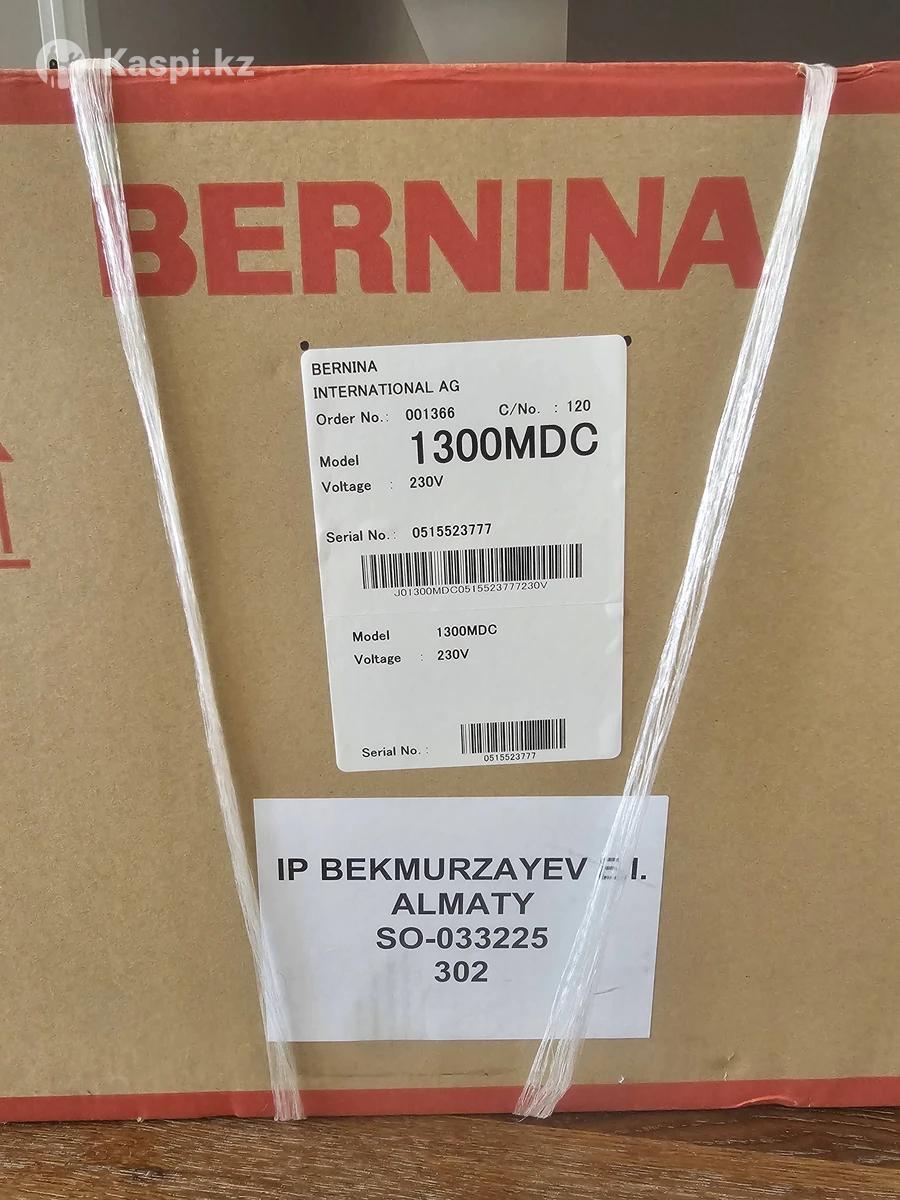 Kaspi.kz
BERNINA
BERNINA
INTERNATIONAL AG
Order No.: 001366 C/No. : 120
Model 1300MDC
Voltage : 230V
Serial No.: 0515523777
J01300MDC0515523777230V
Model 1300MDC
Voltage : 230V
Serial No. :
0515523777
IP BEKMURZAYEV E.I.
ALMATY
SO-033225
302